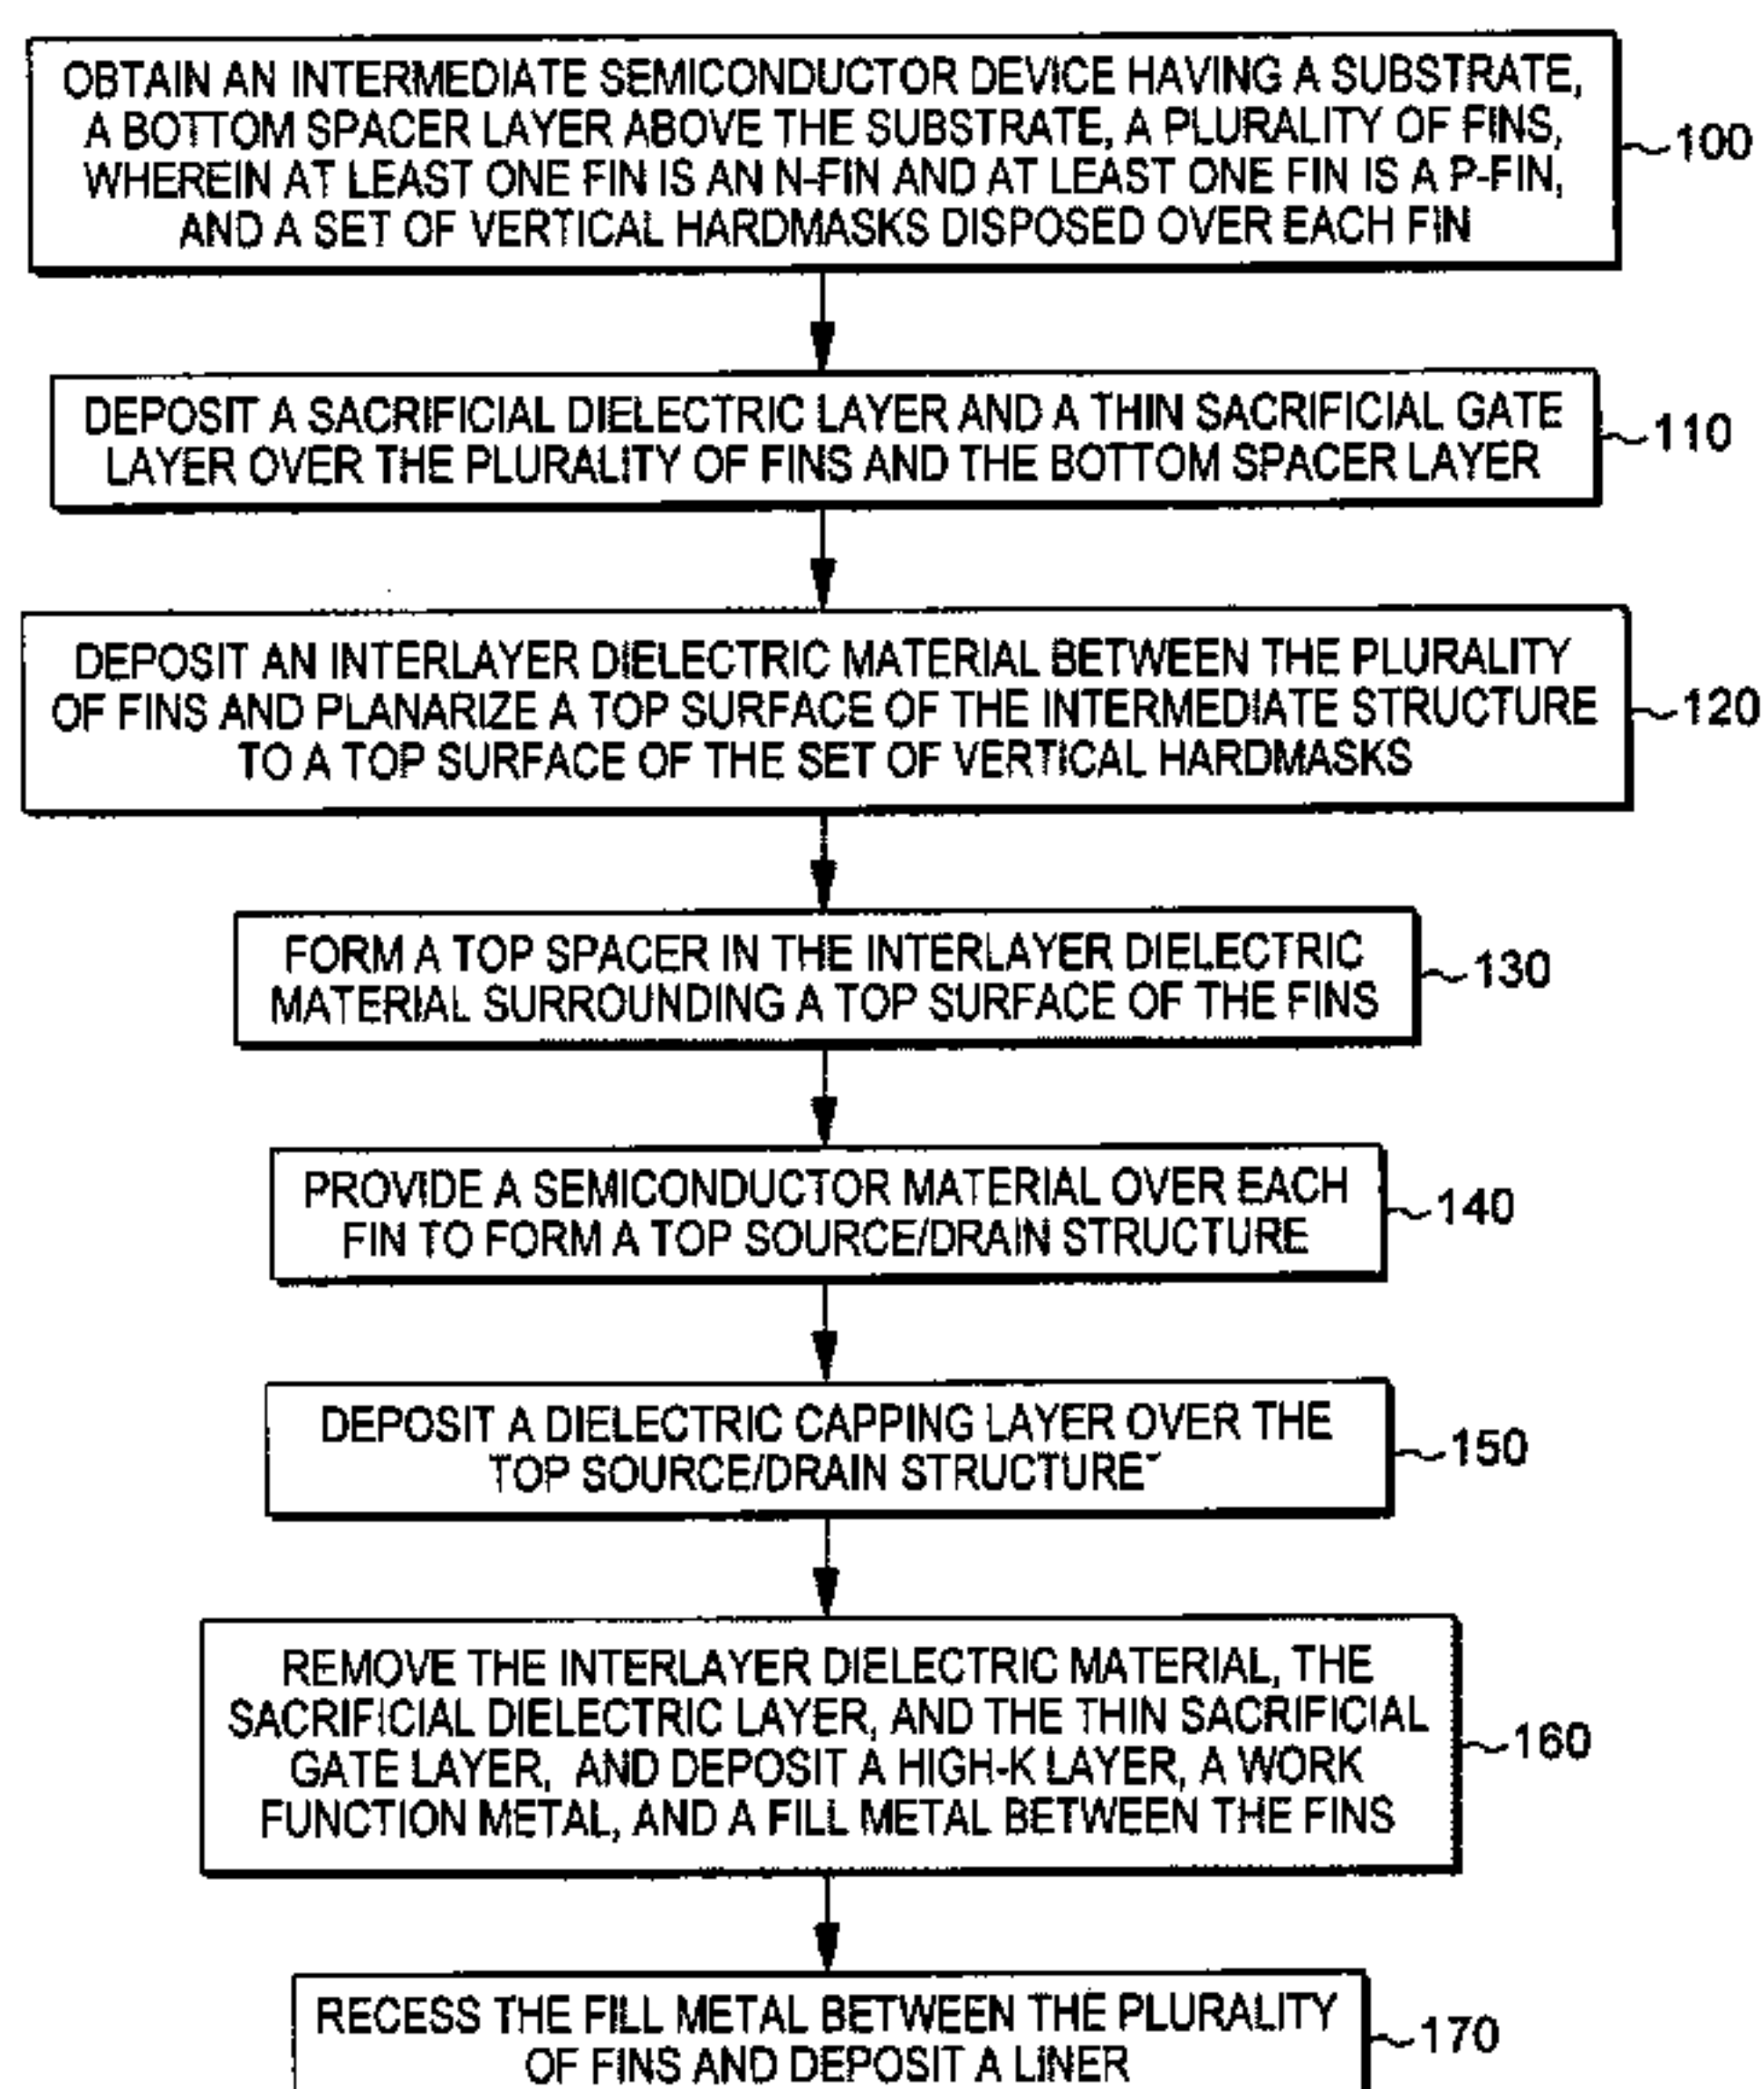 OBTAIN AN INTERMEDIATE SEMICONDUCTOR DEVICE HAVING A SUBSTRATE,
A BOTTOM SPACER LAYER ABOVE THE SUBSTRATE, A PLURALITY OF FINS,
WHEREIN AT LEAST ONE FIN IS AN N-FIN AND AT LEAST ONE FIN IS A P-FIN,
AND A SET OF VERTICAL HARDMASKS DISPOSED OVER EACH FIN
100
DEPOSIT A SACRIFICIAL DIELECTRIC LAYER AND A THIN SACRIFICIAL GATE
LAYER OVER THE PLURALITY OF FINS AND THE BOTTOM SPACER LAYER
110
DEPOSIT AN INTERLAYER DIELECTRIC MATERIAL BETWEEN THE PLURALITY
OF FINS AND PLANARIZE A TOP SURFACE OF THE INTERMEDIATE STRUCTURE
TO A TOP SURFACE OF THE SET OF VERTICAL HARDMASKS
120
FORM A TOP SPACER IN THE INTERLAYER DIELECTRIC
MATERIAL SURROUNDING A TOP SURFACE OF THE FINS
130
PROVIDE A SEMICONDUCTOR MATERIAL OVER EACH
FIN TO FORM A TOP SOURCE/DRAIN STRUCTURE
140
DEPOSIT A DIELECTRIC CAPPING LAYER OVER THE
TOP SOURCE/DRAIN STRUCTURE
150
REMOVE THE INTERLAYER DIELECTRIC MATERIAL, THE
SACRIFICIAL DIELECTRIC LAYER, AND THE THIN SACRIFICIAL
GATE LAYER, AND DEPOSIT A HIGH-K LAYER, A WORK
FUNCTION METAL, AND A FILL METAL BETWEEN THE FINS
160
RECESS THE FILL METAL BETWEEN THE PLURALITY
OF FINS AND DEPOSIT A LINER
170